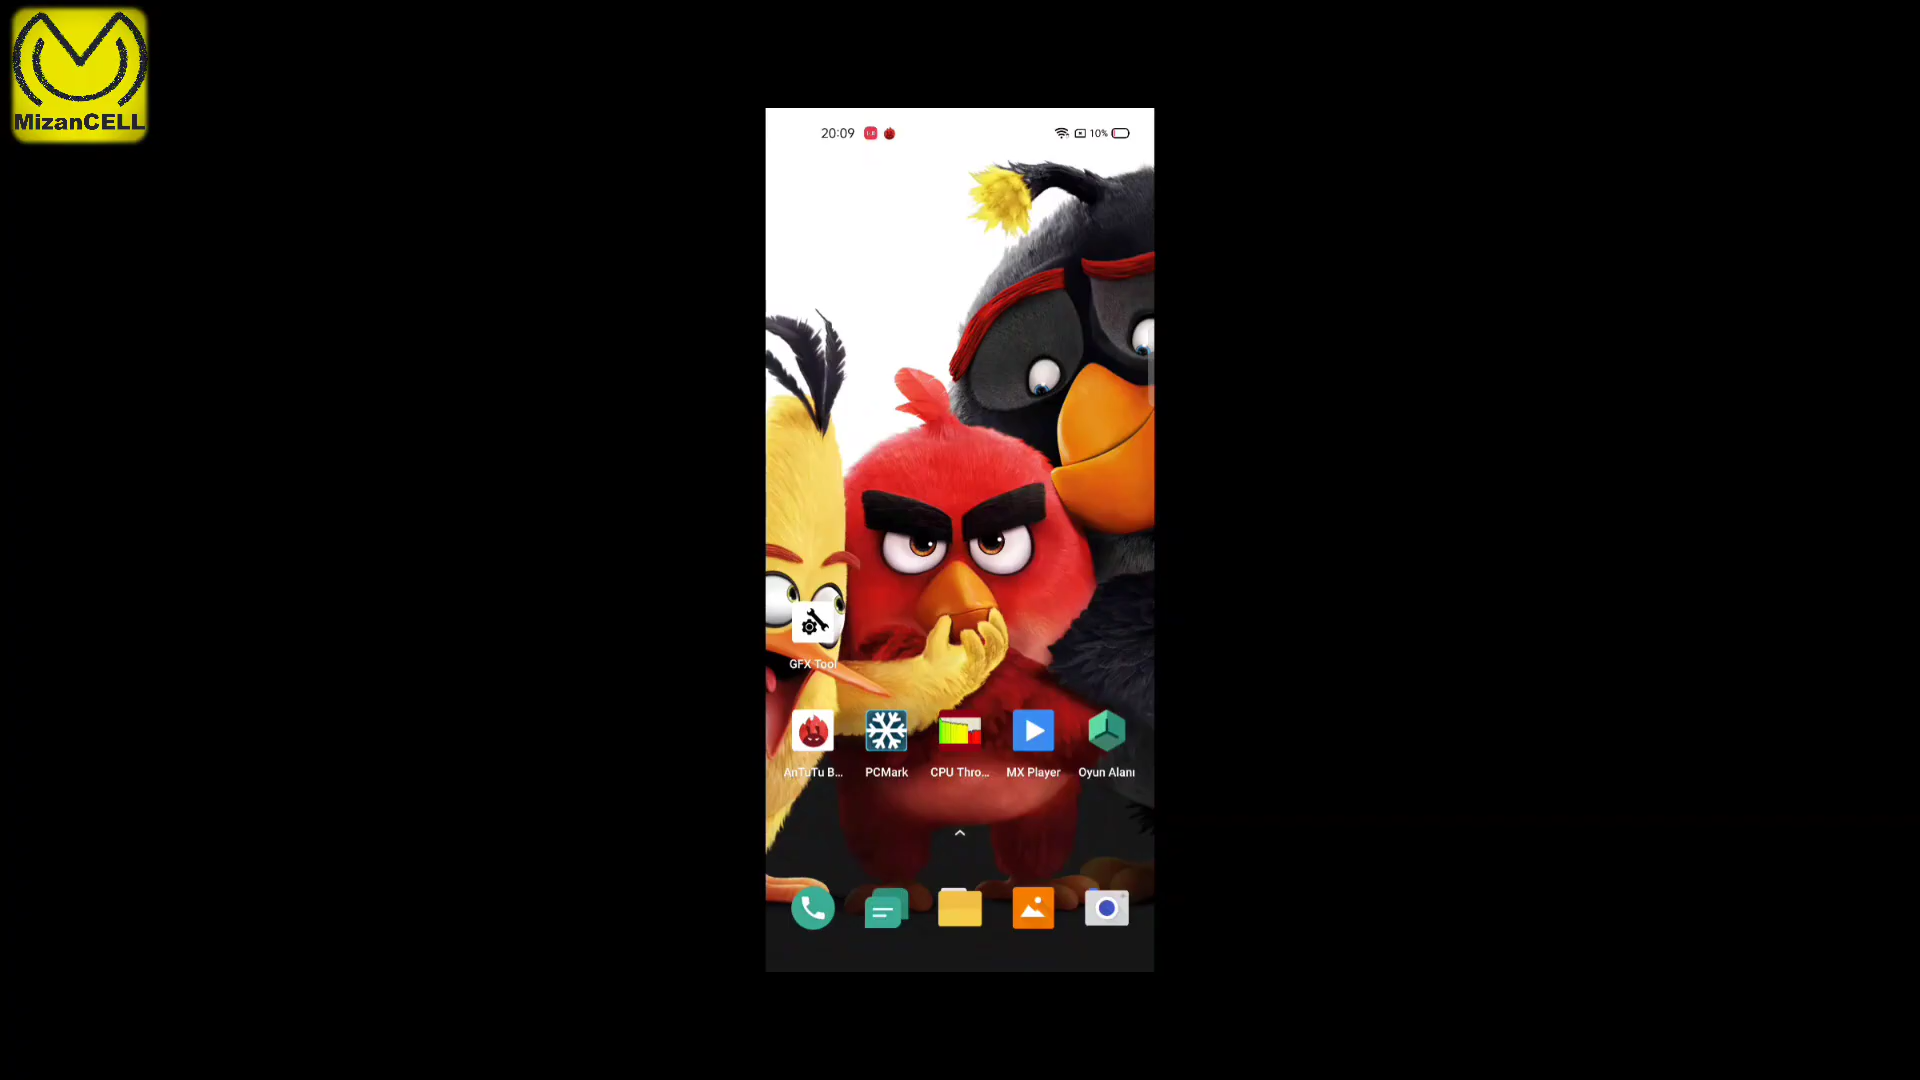 MizanCELL
20:09
10%
GFX Tool
AnTuTu B...
PCMark
CPU Thro...
MX Player
Oyun Alanı